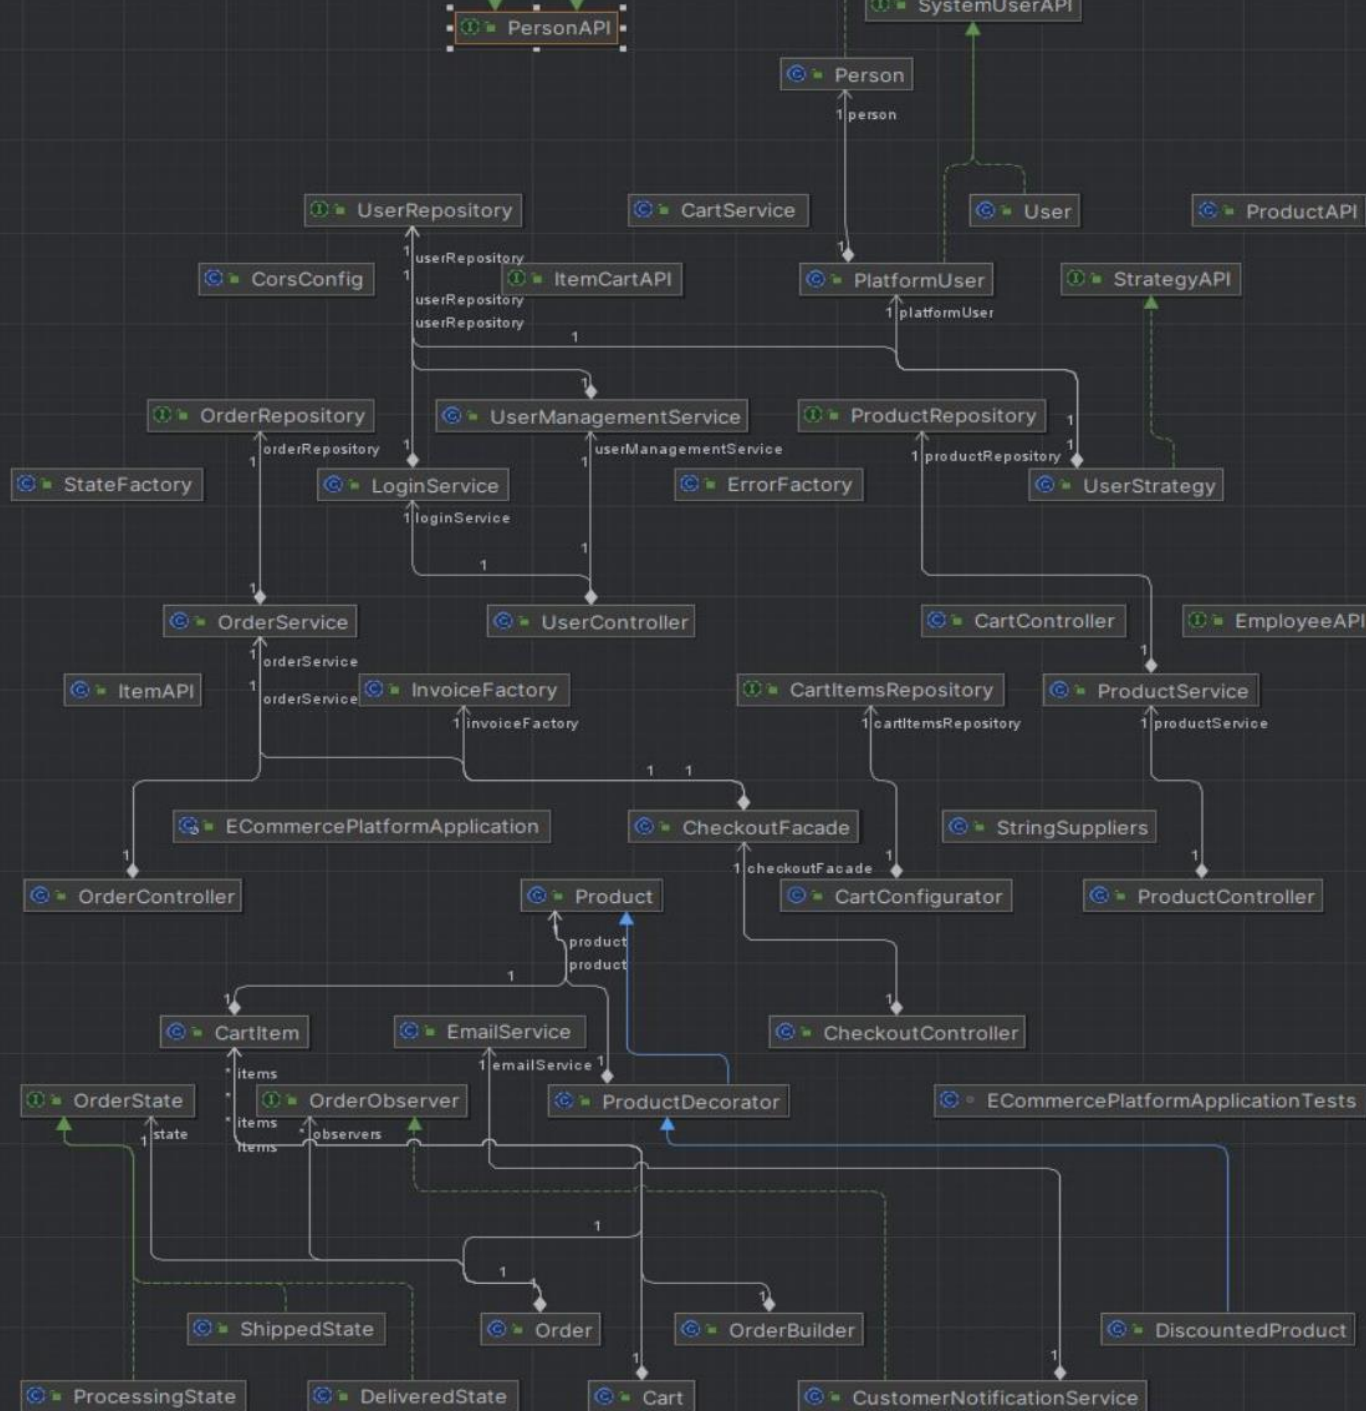 SystemUserAPI
PersonAPI
Person
1 person
UserRepository
CartService
User
ProductAPI
1
1 userRepository
CorsConfig
ItemCartAPI
PlatformUser
StrategyAPI
1
userRepository
1 platformUser
userRepository
1
1
OrderRepository
UserManagementService
ProductRepository
1
1 orderRepository
1
1 userManagementService
1 productRepository
1
StateFactory
LoginService
ErrorFactory
UserStrategy
1 loginService
1
1
1
OrderService
UserController
CartController
EmployeeAPI
1
1 orderService
1 orderService
ItemAPI
InvoiceFactory
CartItemsRepository
ProductService
1 invoiceFactory
1 cartItemsRepository
1 productService
1 1
ECommercePlatformApplication
CheckoutFacade
StringSuppliers
1
1 checkoutFacade
1
1
OrderController
Product
CartConfigurator
ProductController
product
product
1
1
1
CartItem
EmailService
CheckoutController
* items
1 emailService
1
*
OrderState
OrderObserver
ProductDecorator
ECommercePlatformApplicationTests
* items
1 state
* observers
items
1
1
1
1
ShippedState
Order
OrderBuilder
DiscountedProduct
1
1
ProcessingState
DeliveredState
Cart
CustomerNotificationService